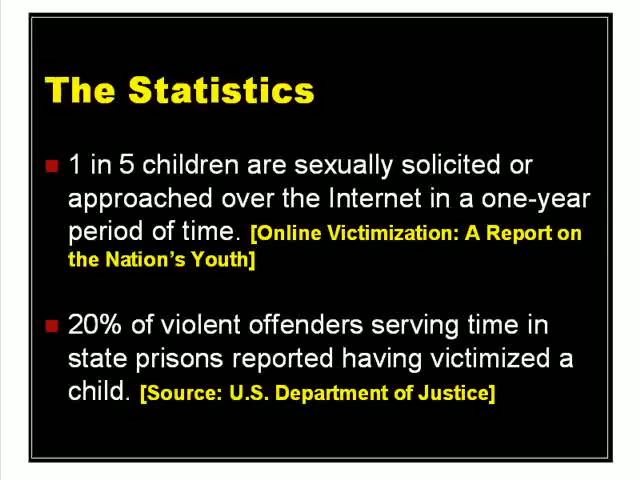 The Statistics
1 in 5 children are sexually solicited or
approached over the Internet in a one-year
period of time. [Online Victimization: A Report on
the Nation's Youth]
20% of violent offenders serving time in
state prisons reported having victimized a
child. [Source: U.S. Department of Justice]